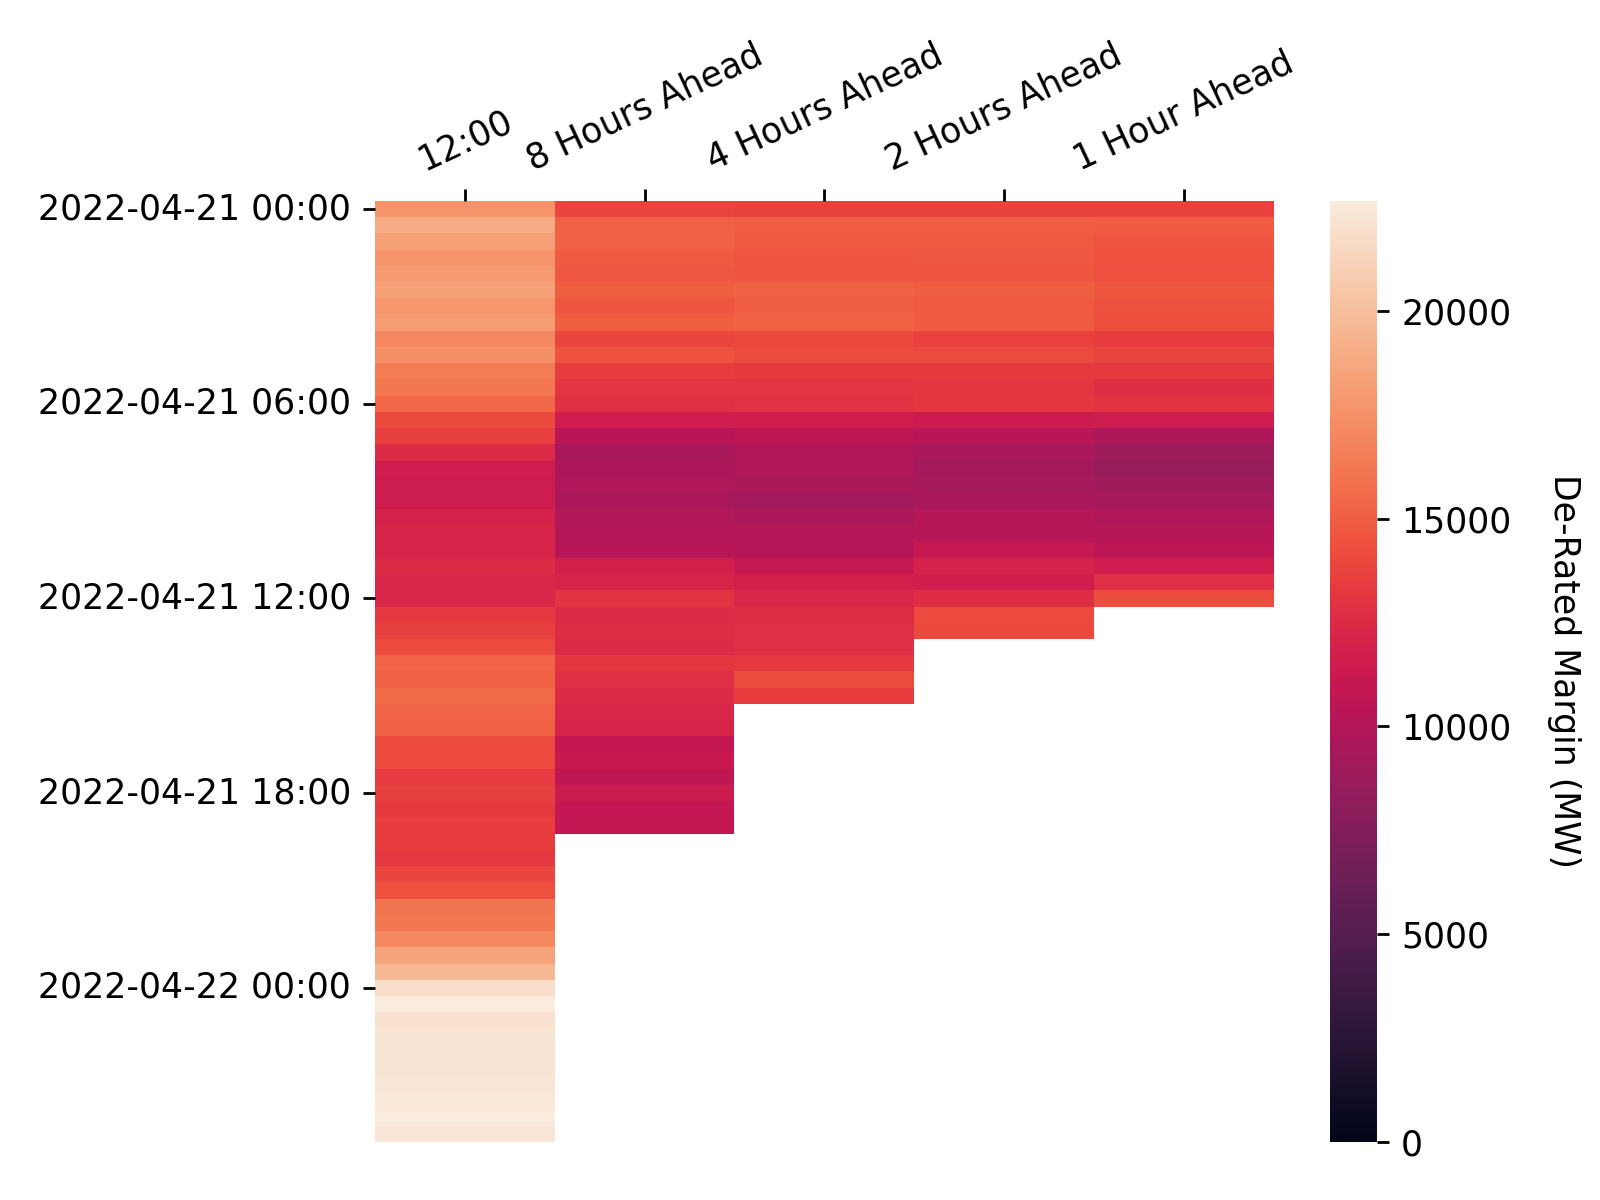 12:00
8 Hours Ahead
4 Hours Ahead
2 Hours Ahead
1 Hour Ahead
2022-04-21 00:00
2022-04-21 06:00
2022-04-21 12:00
2022-04-21 18:00
2022-04-22 00:00
20000
15000
10000
5000
0
De-Rated Margin (MW)